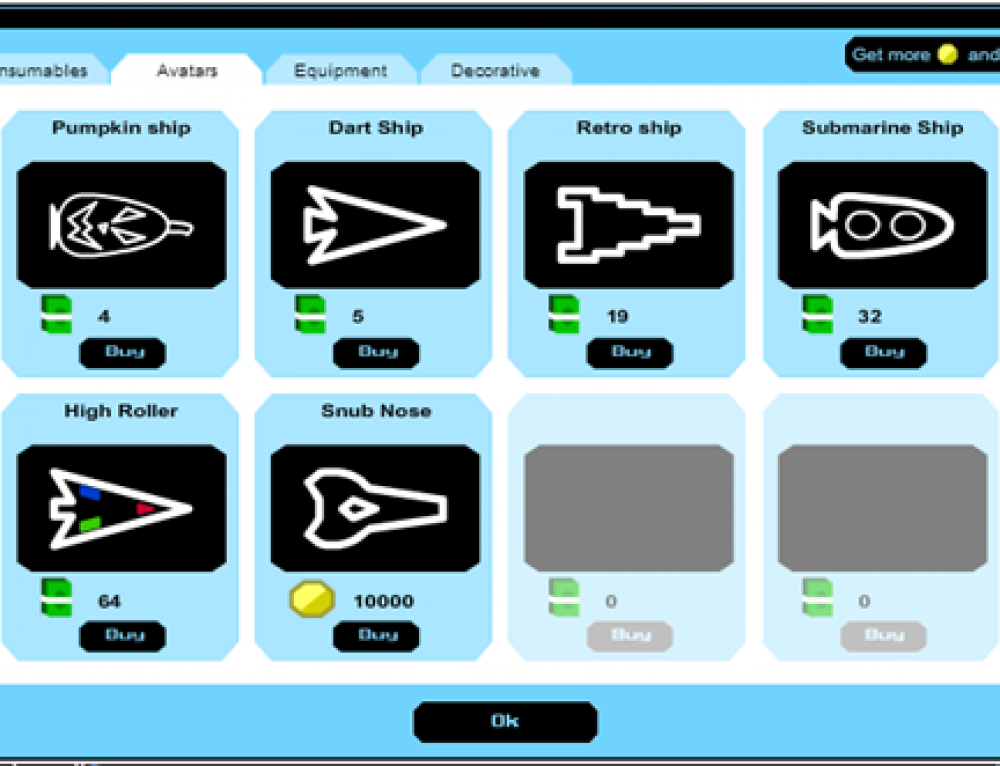 nsumables Avatars Equipment Decorative Get more and
Pumpkin ship Dart Ship Retro ship Submarine Ship
4 5 19 32
Buy Buy Buy Buy
High Roller Snub Nose
64 10000 0 0
Buy Buy Buy Buy
Ok